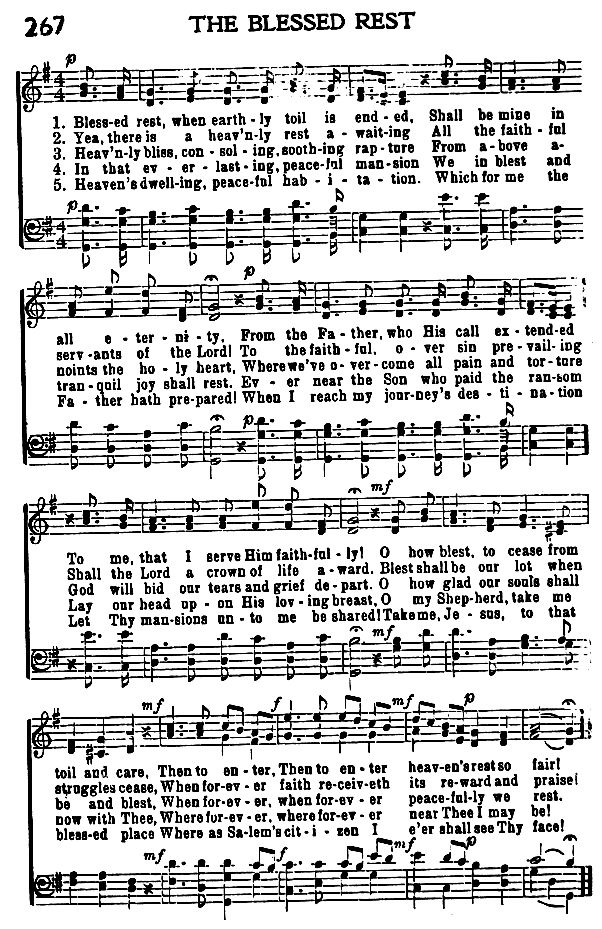 267 THE BLESSED REST
p
4 4
1. Bless-ed rest, when earth-ly toil is end-ed, Shall be mine in
2. Yea, there is a heav'n-ly rest a-wait-ing All the faith-ful
3. Heav'n-ly bliss, con-sol-ing, sooth-ing rap-ture From a-bove a-
4. In that ev-er-last-ing, peace-ful man-sion We in blest and
5. Heaven's dwell-ing, peace-ful hab-i-ta-tion. Which for me the
p
4 4
p
all e-ter-ni-ty, From the Fa-ther, who His call ex-tended
serv-ants of the Lord! To the faith-ful, o-ver sin pre-vail-ing
noints the ho-ly heart, Where we've o-ver-come all pain and tor-ture
tran-quil joy shall rest. Ev-er near the Son who paid the ran-som
Fa-ther hath pre-pared! When I reach my jour-ney's des-ti-na-tion
p
mf
To me, that I serve Him faith-ful-ly! O how blest, to cease from
Shall the Lord a crown of life a-ward. Blest shall be our lot when
God will bid our tears and grief de-part. O how glad our souls shall
Lay our head up-on His lov-ing breast, O my Shep-herd, take me
Let Thy man-sions un-to me be shared! Take me, Je-sus, to that
mf
mf f mf p
toil and care, Then to en-ter, Then to en-ter heav'en's rest so fair!
struggles cease, When for-ev-er faith re-ceiv-eth its re-ward and praise!
be and blest, When for-ev-er, when for-ev-er peace-ful-ly we rest.
now with Thee, Where for-ev-er, where for-ev-er near Thee I may be!
bless-ed place Where as Sa-lem's cit-i-zen I e'er shall see Thy face!
mf f mf p